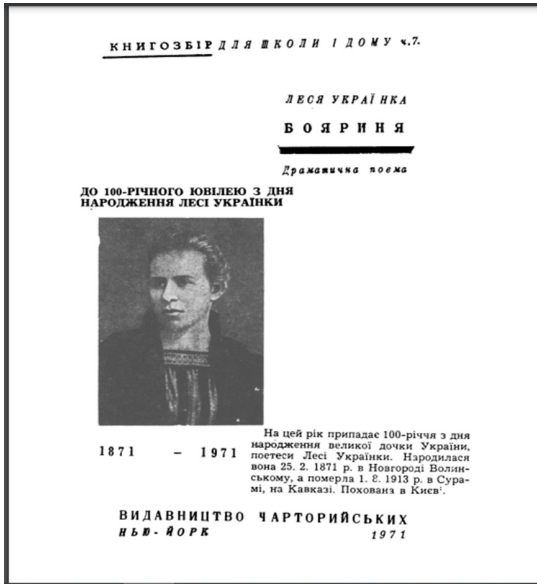 КНИГОЗБІР ДЛЯ ШКОЛИ І ДОМУ ч.7.
ЛЕСЯ УКРАЇНКА
БОЯРИНЯ
Драматична поема
ДО 100-РІЧНОГО ЮВІЛЕЮ З ДНЯ
НАРОДЖЕННЯ ЛЕСІ УКРАЇНКИ
1871 – 1971
На цей рік припадає 100-річчя з дня
народження великої дочки України,
поетеси Лесі Українки. Народилася
вона 25. 2. 1871 р. в Новгороді Волин-
ському, а померла 1. 8. 1913 р. в Сура-
мі, на Кавказі. Похована в Києві.
ВИДАВНИЦТВО ЧАРТОРИЙСЬКИХ
НЬЮ-ЙОРК 1971